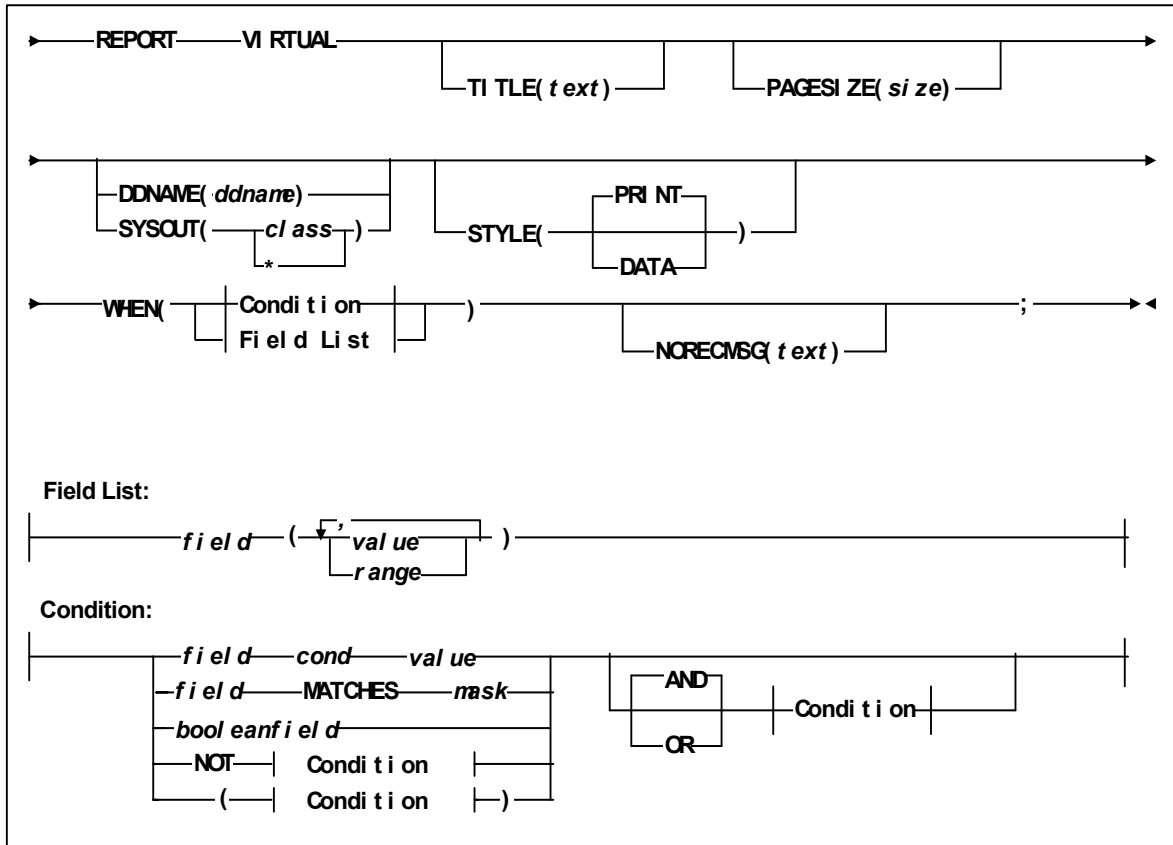 REPORT VIRTUAL
TITLE(text) PAGESIZE(size)
DDNAME(ddname)
SYSOUT( class )
*
STYLE( PRINT )
DATA
WHEN( Condition )
Field List
;
NORECMSG(text)
Field List:
field ( , value )
range
Condition:
field cond value
field MATCHES mask
booleanfield
NOT Condition
( Condition )
AND
OR
Condition